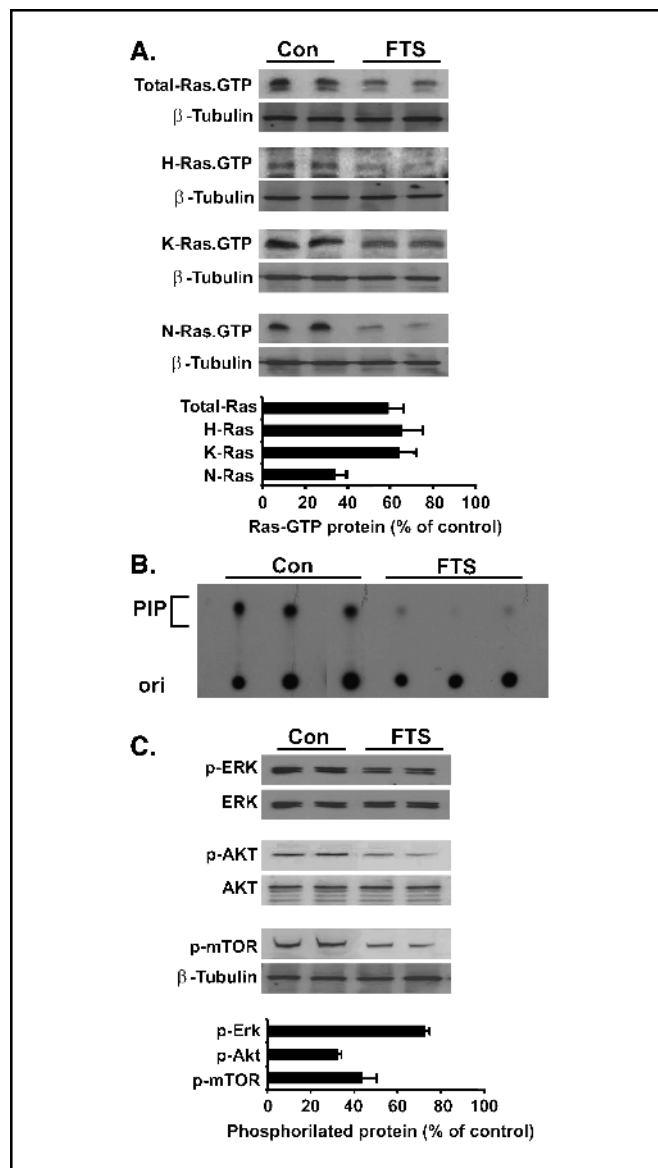 A.
Con FTS
Total-Ras.GTP
β-Tubulin
H-Ras.GTP
β-Tubulin
K-Ras.GTP
β-Tubulin
N-Ras.GTP
β-Tubulin
Total-Ras
H-Ras
K-Ras
N-Ras
0 20 40 60 80 100
Ras-GTP protein (% of control)
B.
Con FTS
PIP
ori
C.
Con FTS
p-ERK
ERK
p-AKT
AKT
p-mTOR
β-Tubulin
p-Erk
p-Akt
p-mTOR
0 20 40 60 80 100
Phosphorilated protein (% of control)